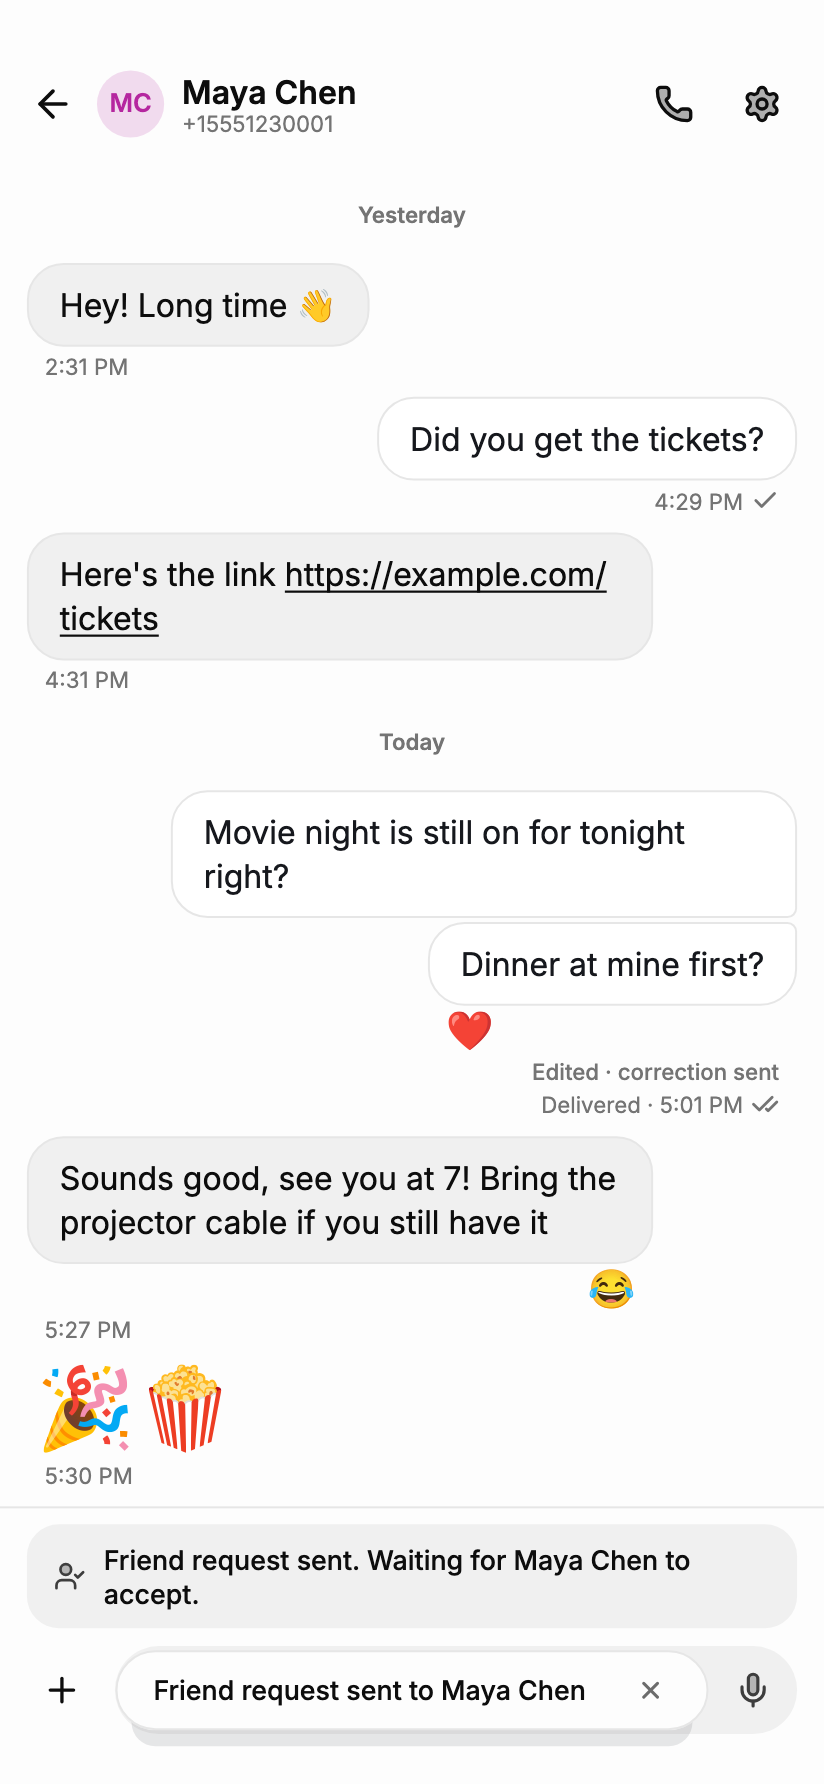 MC
Maya Chen
+15551230001
Yesterday
Hey! Long time 👋
2:31 PM
Did you get the tickets?
4:29 PM
Here's the link https://example.com/
tickets
4:31 PM
Today
Movie night is still on for tonight
right?
Dinner at mine first?
❤️
Edited · correction sent
Delivered · 5:01 PM
Sounds good, see you at 7! Bring the
projector cable if you still have it
😂
5:27 PM
🎉🍿
5:30 PM
Friend request sent. Waiting for Maya Chen to
accept.
Friend request sent to Maya Chen